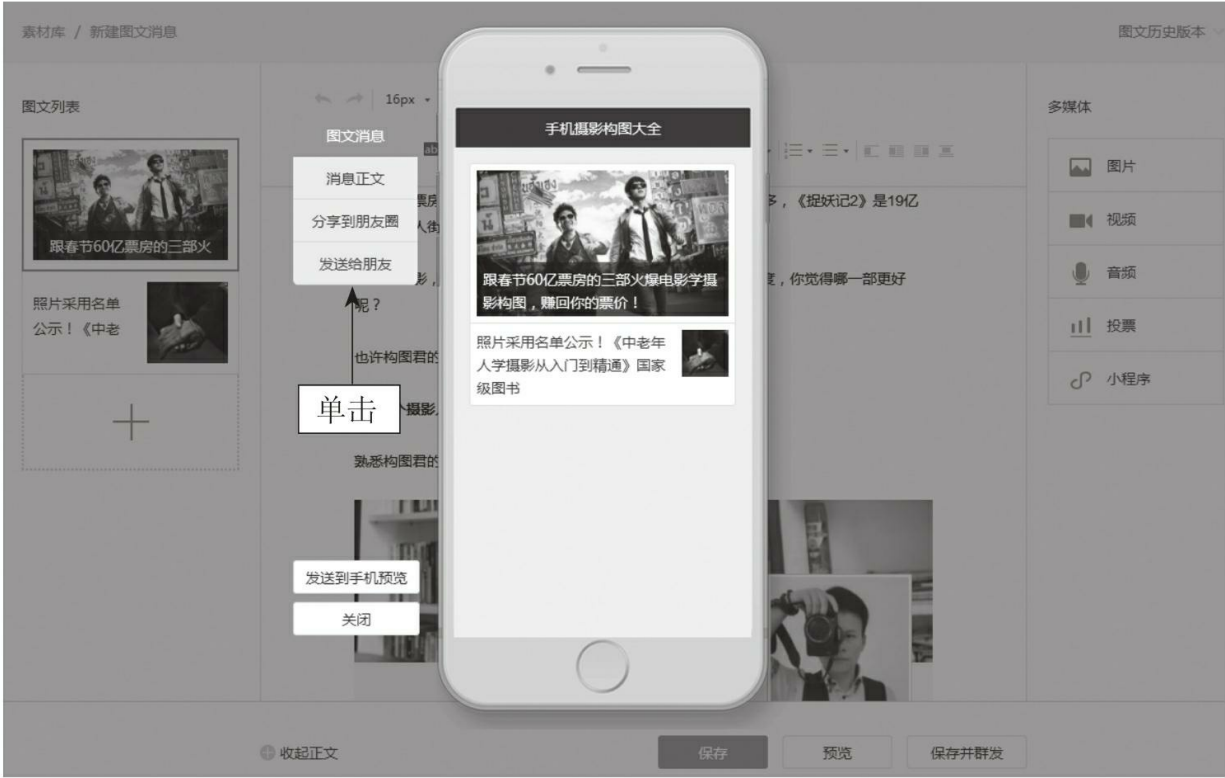 素材库 / 新建图文消息
图文历史版本
图文列表
跟春节60亿票房的三部火
照片采用名单
公示！《中老
16px
图文消息
消息正文
分享到朋友圈
发送给朋友
单击
发送到手机预览
关闭
票房
多，《捉妖记2》是19亿
人街
影，
度，你觉得哪一部更好
呢？
也许构图君的
个摄影人
熟悉构图君的
手机摄影构图大全
跟春节60亿票房的三部火爆电影学摄
影构图，赚回你的票价！
照片采用名单公示！《中老年
人学摄影从入门到精通》国家
级图书
多媒体
图片
视频
音频
投票
小程序
收起正文
保存
预览
保存并群发